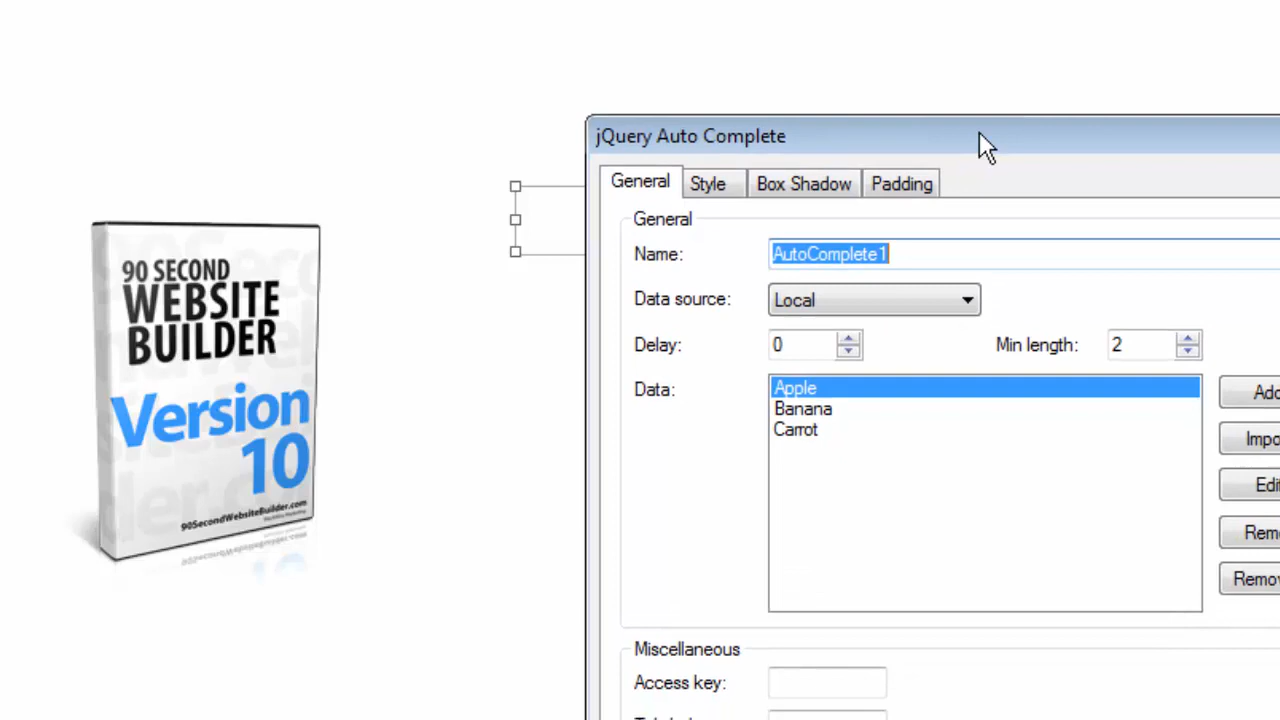 90 SECOND
WEBSITE
BUILDER
Version
10
90SecondWebsiteBuilder.com
jQuery Auto Complete
General
Style
Box Shadow
Padding
General
Name:
AutoComplete1
Data source:
Local
Delay:
0
Min length:
2
Data:
Apple
Banana
Carrot
Miscellaneous
Access key: